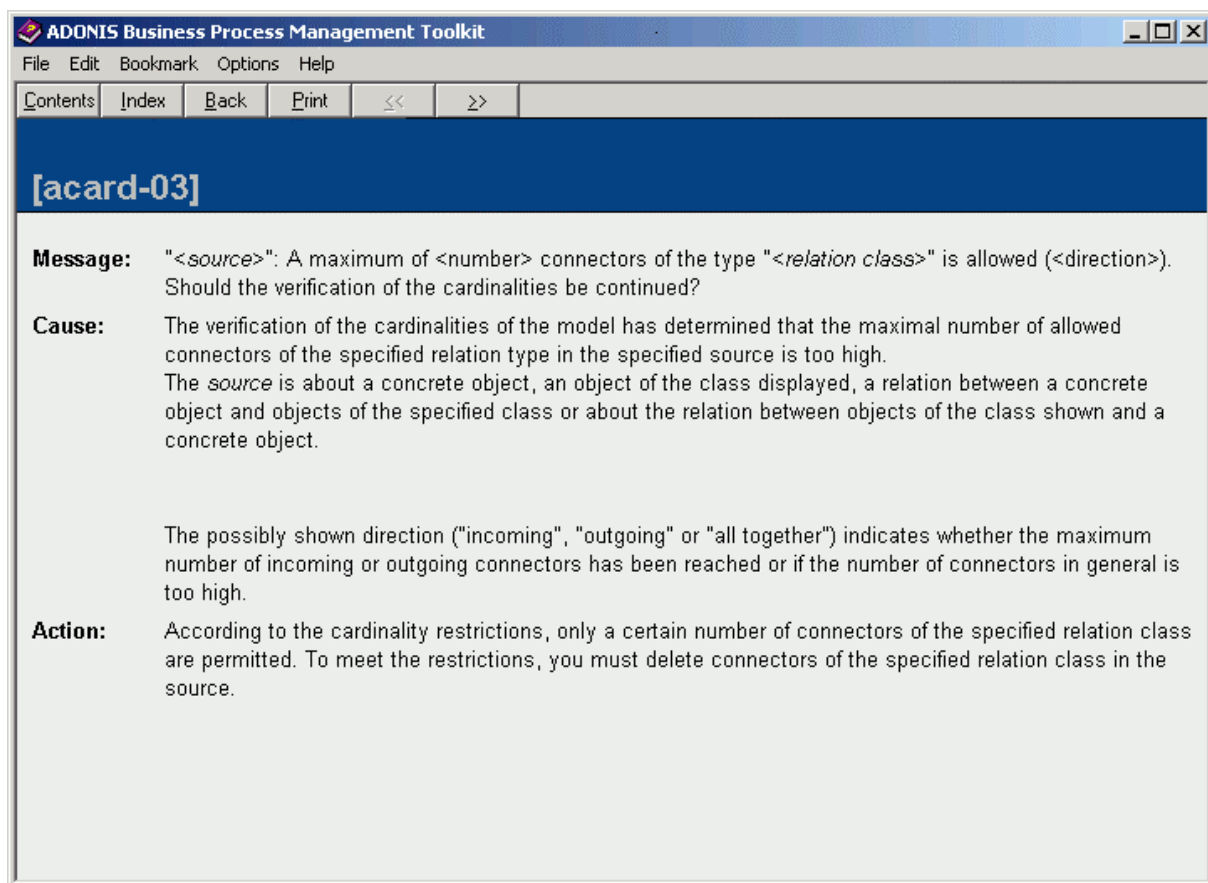 ADONIS Business Process Management Toolkit
File Edit Bookmark Options Help
Contents Index Back Print << >>
[acard-03]
Message: "<source>": A maximum of <number> connectors of the type "<relation class>" is allowed (<direction>).
Should the verification of the cardinalities be continued?
Cause: The verification of the cardinalities of the model has determined that the maximal number of allowed
connectors of the specified relation type in the specified source is too high.
The source is about a concrete object, an object of the class displayed, a relation between a concrete
object and objects of the specified class or about the relation between objects of the class shown and a
concrete object.
The possibly shown direction ("incoming", "outgoing" or "all together") indicates whether the maximum
number of incoming or outgoing connectors has been reached or if the number of connectors in general is
too high.
Action: According to the cardinality restrictions, only a certain number of connectors of the specified relation class
are permitted. To meet the restrictions, you must delete connectors of the specified relation class in the
source.